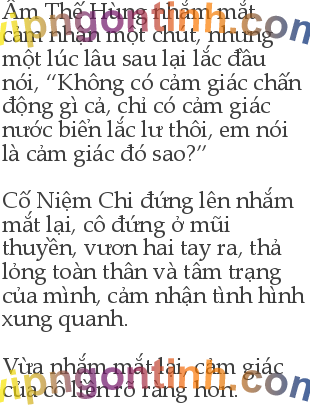 Âm Thế Hùng nhắm mắt
cảm nhận một chút, nhưng
một lúc lâu sau lại lắc đầu
nói, “Không có cảm giác chấn
động gì cả, chỉ có cảm giác
nước biển lắc lư thôi, em nói
là cảm giác đó sao?”
Cố Niệm Chi đứng lên nhắm
mắt lại, cô đứng ở mũi
thuyền, vươn hai tay ra, thả
lỏng toàn thân và tâm trạng
của mình, cảm nhận tình hình
xung quanh.
Vừa nhắm mắt lại, cảm giác
của cô liền rõ ràng hơn.